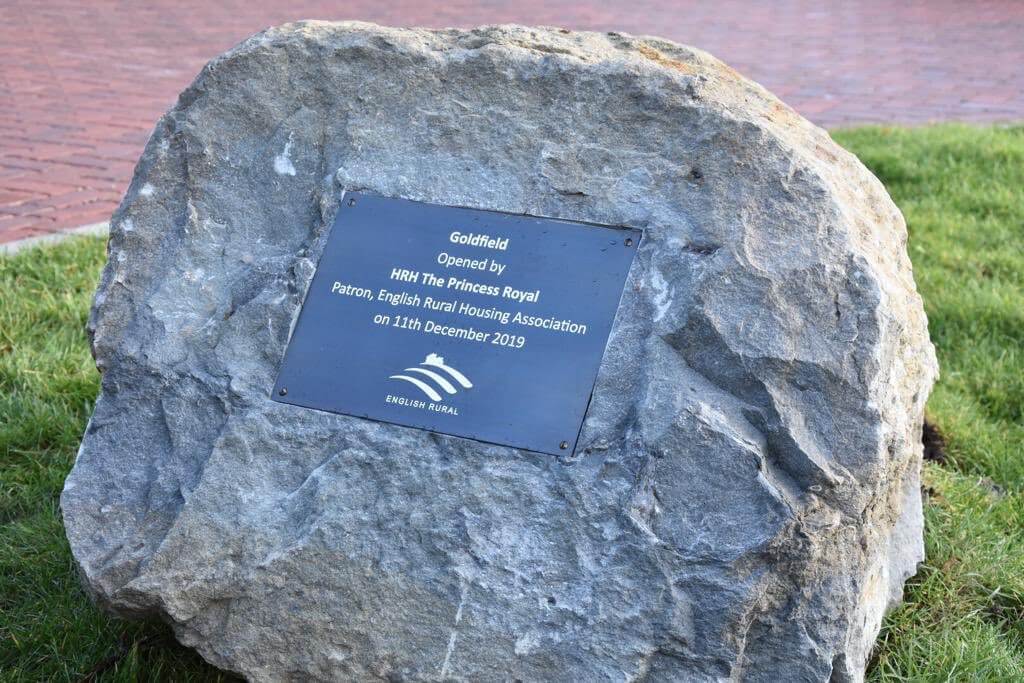 Goldfield
Opened by
HRH The Princess Royal
Patron, English Rural Housing Association
on 11th December 2019
ENGLISH RURAL